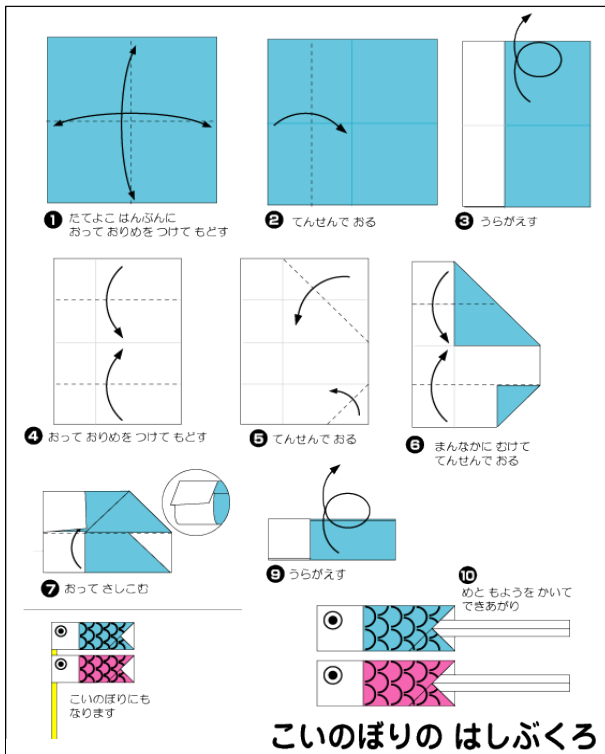 ① たてよこ はんぶんに
おって おりめを つけて もどす
② てんせんで おる
③ うらがえす
④ おって おりめを つけて もどす
⑤ てんせんで おる
⑥ まんなかに むけて
てんせんで おる
⑦ おって さしこむ
⑨ うらがえす
⑩
めと もようを かいて
できあがり
こいのぼりにも
なります
こいのぼりの はしぶくろ